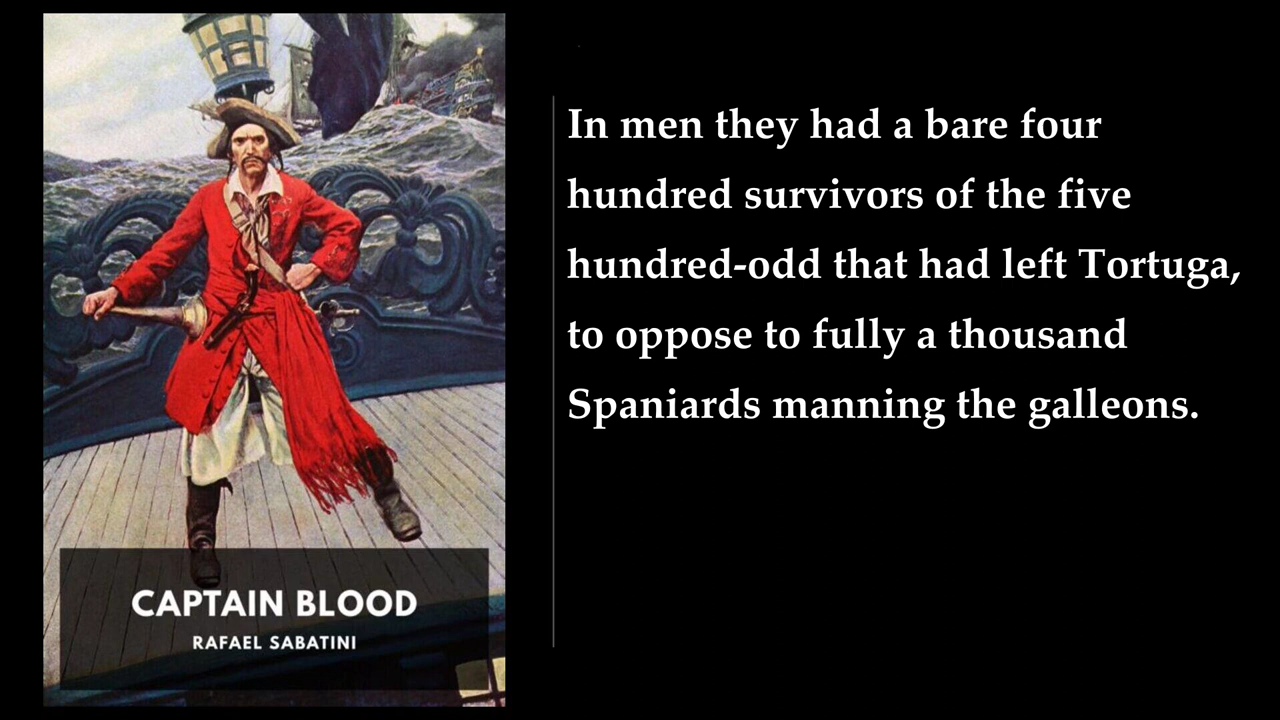 In men they had a bare four
hundred survivors of the five
hundred-odd that had left Tortuga,
to oppose to fully a thousand
Spaniards manning the galleons.
CAPTAIN BLOOD
RAFAEL SABATINI